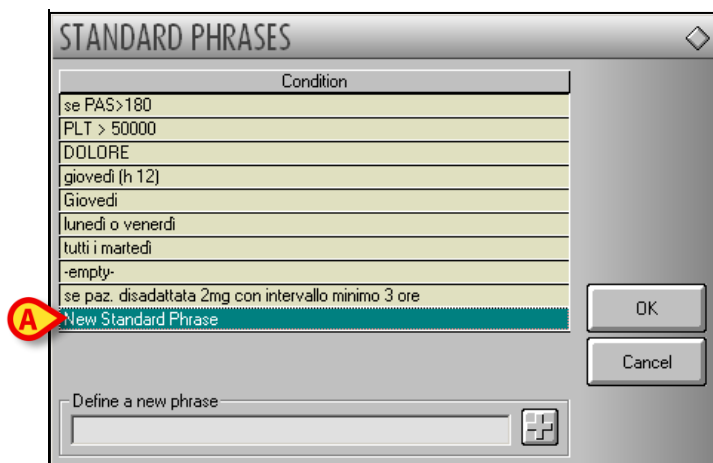 STANDARD PHRASES
Condition
se PAS>180
PLT > 50000
DOLORE
giovedì (h 12)
Giovedi
lunedì o venerdì
tutti i martedì
-empty-
se paz. disadattata 2mg con intervallo minimo 3 ore
A
New Standard Phrase
OK
Cancel
Define a new phrase